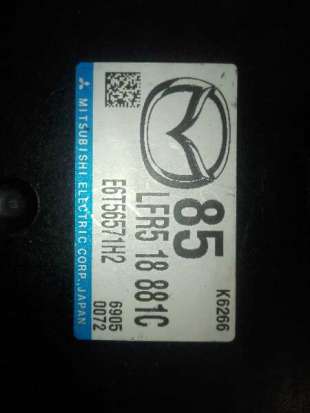 85
LFR5 18 881C
K6266
E6T56571H2
6905
0072
MITSUBISHI ELECTRIC CORP., JAPAN